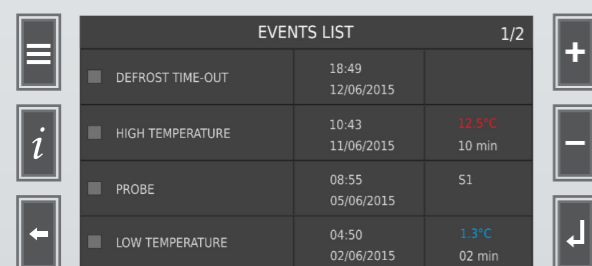 EVENTS LIST 1/2
DEFROST TIME-OUT
18:49
12/06/2015
HIGH TEMPERATURE
10:43
11/06/2015
12.5°C
10 min
PROBE
08:55
05/06/2015
S1
LOW TEMPERATURE
04:50
02/06/2015
1.3°C
02 min
i